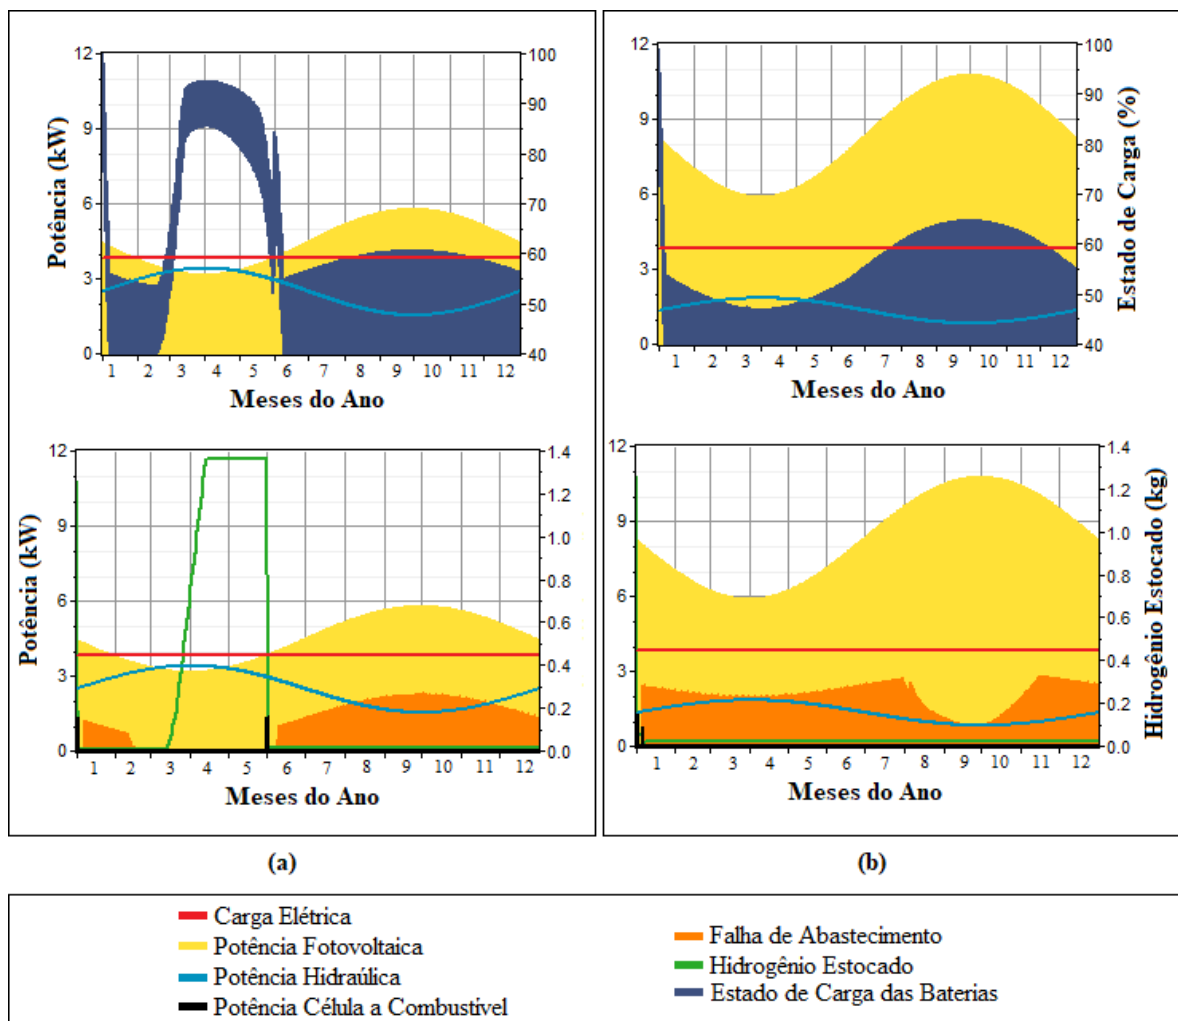 12
9
6
3
0
Potência (kW)
100
90
80
70
60
50
40
1 2 3 4 5 6 7 8 9 10 11 12
Meses do Ano
12
9
6
3
0
Potência (kW)
100
90
80
70
60
50
40
Estado de Carga (%)
1 2 3 4 5 6 7 8 9 10 11 12
Meses do Ano
12
9
6
3
0
Potência (kW)
1.4
1.2
1.0
0.8
0.6
0.4
0.2
0.0
1 2 3 4 5 6 7 8 9 10 11 12
Meses do Ano
12
9
6
3
0
Potência (kW)
1.4
1.2
1.0
0.8
0.6
0.4
0.2
0.0
Hidrogênio Estocado (kg)
1 2 3 4 5 6 7 8 9 10 11 12
Meses do Ano
(a)
(b)
Carga Elétrica
Potência Fotovoltaica
Potência Hidraúlica
Potência Célula a Combustível
Falha de Abastecimento
Hidrogênio Estocado
Estado de Carga das Baterias